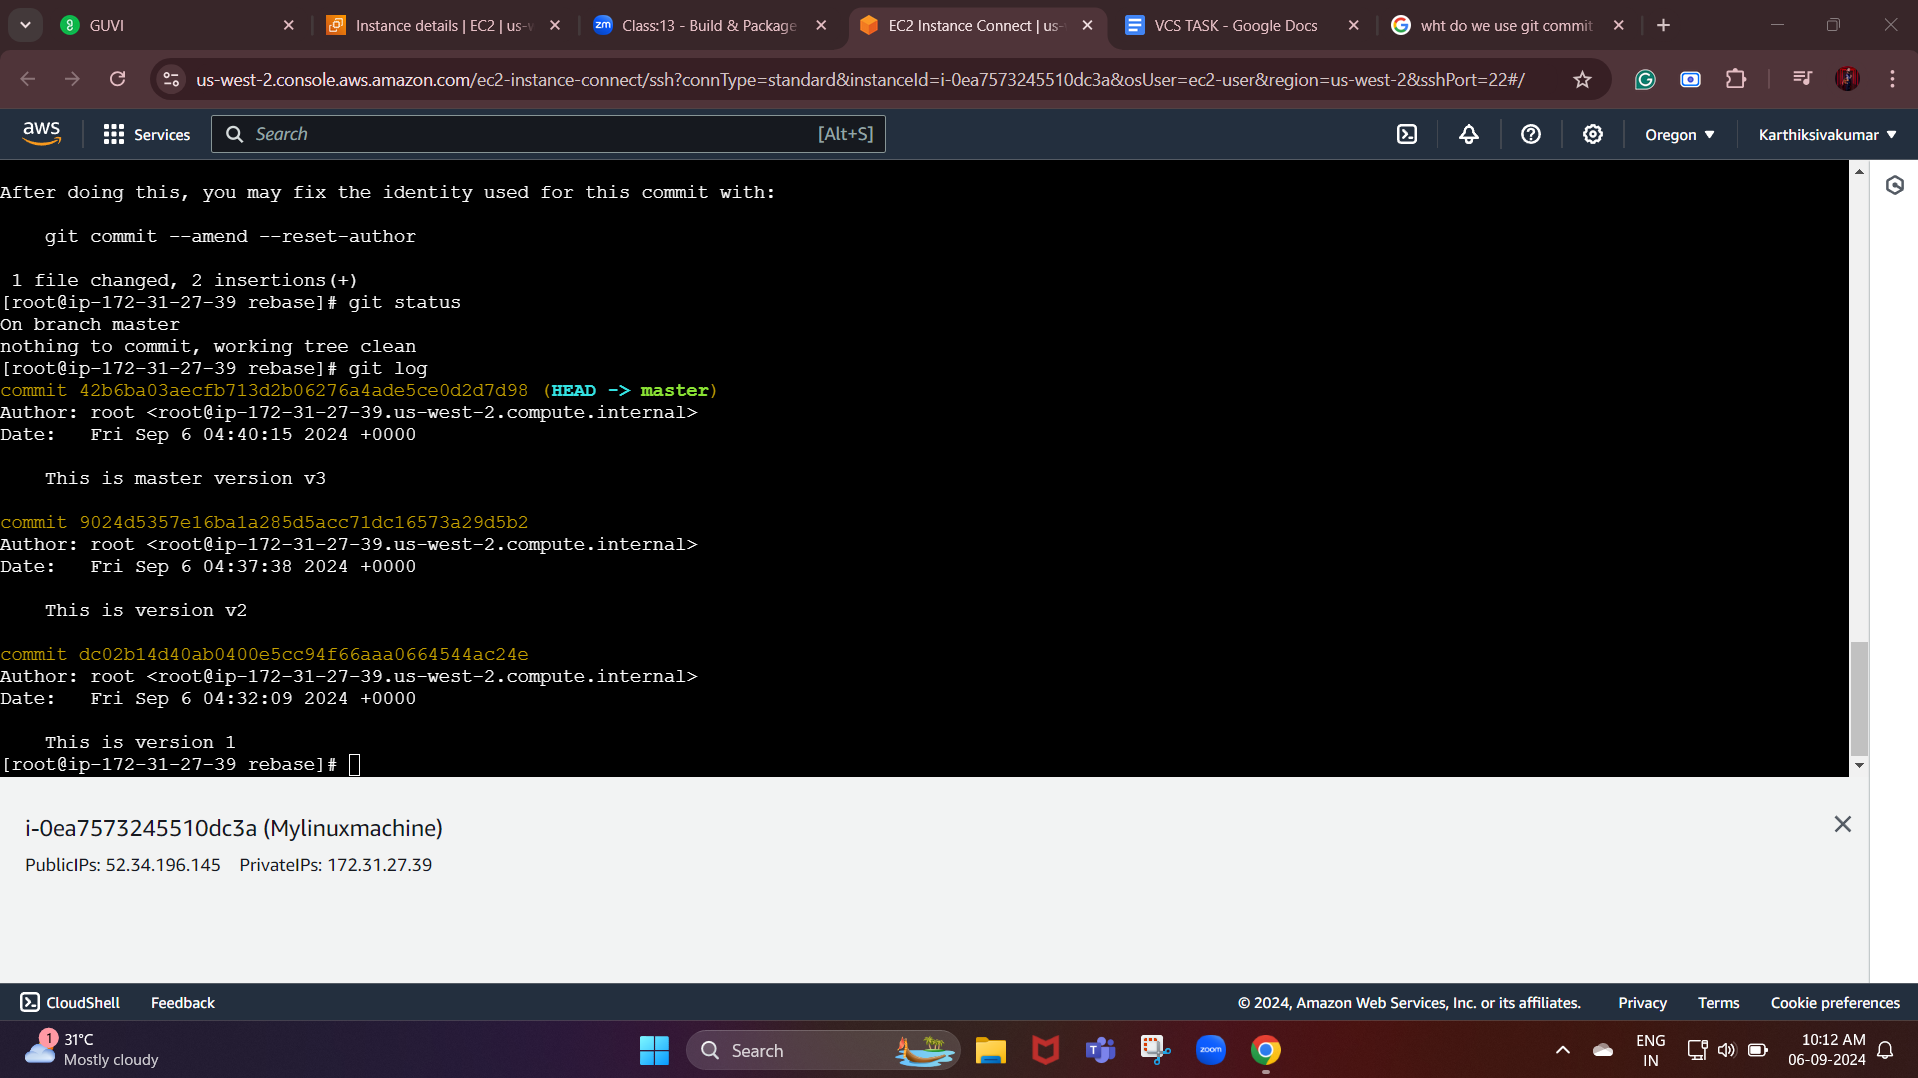 GUVI
Instance details | EC2 | us-w
Class:13 - Build & Package
EC2 Instance Connect | us-
VCS TASK - Google Docs
wht do we use git commit
us-west-2.console.aws.amazon.com/ec2-instance-connect/ssh?connType=standard&instanceId=i-0ea7573245510dc3a&osUser=ec2-user&region=us-west-2&sshPort=22#/
aws
Services
Search
[Alt+S]
Oregon
Karthiksivakumar
After doing this, you may fix the identity used for this commit with:
git commit --amend --reset-author
1 file changed, 2 insertions(+)
[root@ip-172-31-27-39 rebase]# git status
On branch master
nothing to commit, working tree clean
[root@ip-172-31-27-39 rebase]# git log
commit 42b6ba03aecfb713d2b06276a4ade5ce0d2d7d98 (HEAD -> master)
Author: root <root@ip-172-31-27-39.us-west-2.compute.internal>
Date:   Fri Sep 6 04:40:15 2024 +0000
This is master version v3
commit 9024d5357e16ba1a285d5acc71dc16573a29d5b2
Author: root <root@ip-172-31-27-39.us-west-2.compute.internal>
Date:   Fri Sep 6 04:37:38 2024 +0000
This is version v2
commit dc02b14d40ab0400e5cc94f66aaa0664544ac24e
Author: root <root@ip-172-31-27-39.us-west-2.compute.internal>
Date:   Fri Sep 6 04:32:09 2024 +0000
This is version 1
[root@ip-172-31-27-39 rebase]#
i-0ea7573245510dc3a (Mylinuxmachine)
PublicIPs: 52.34.196.145 PrivateIPs: 172.31.27.39
CloudShell
Feedback
© 2024, Amazon Web Services, Inc. or its affiliates.
Privacy
Terms
Cookie preferences
1
31°C
Mostly cloudy
Search
zoom
ENG
IN
10:12 AM
06-09-2024